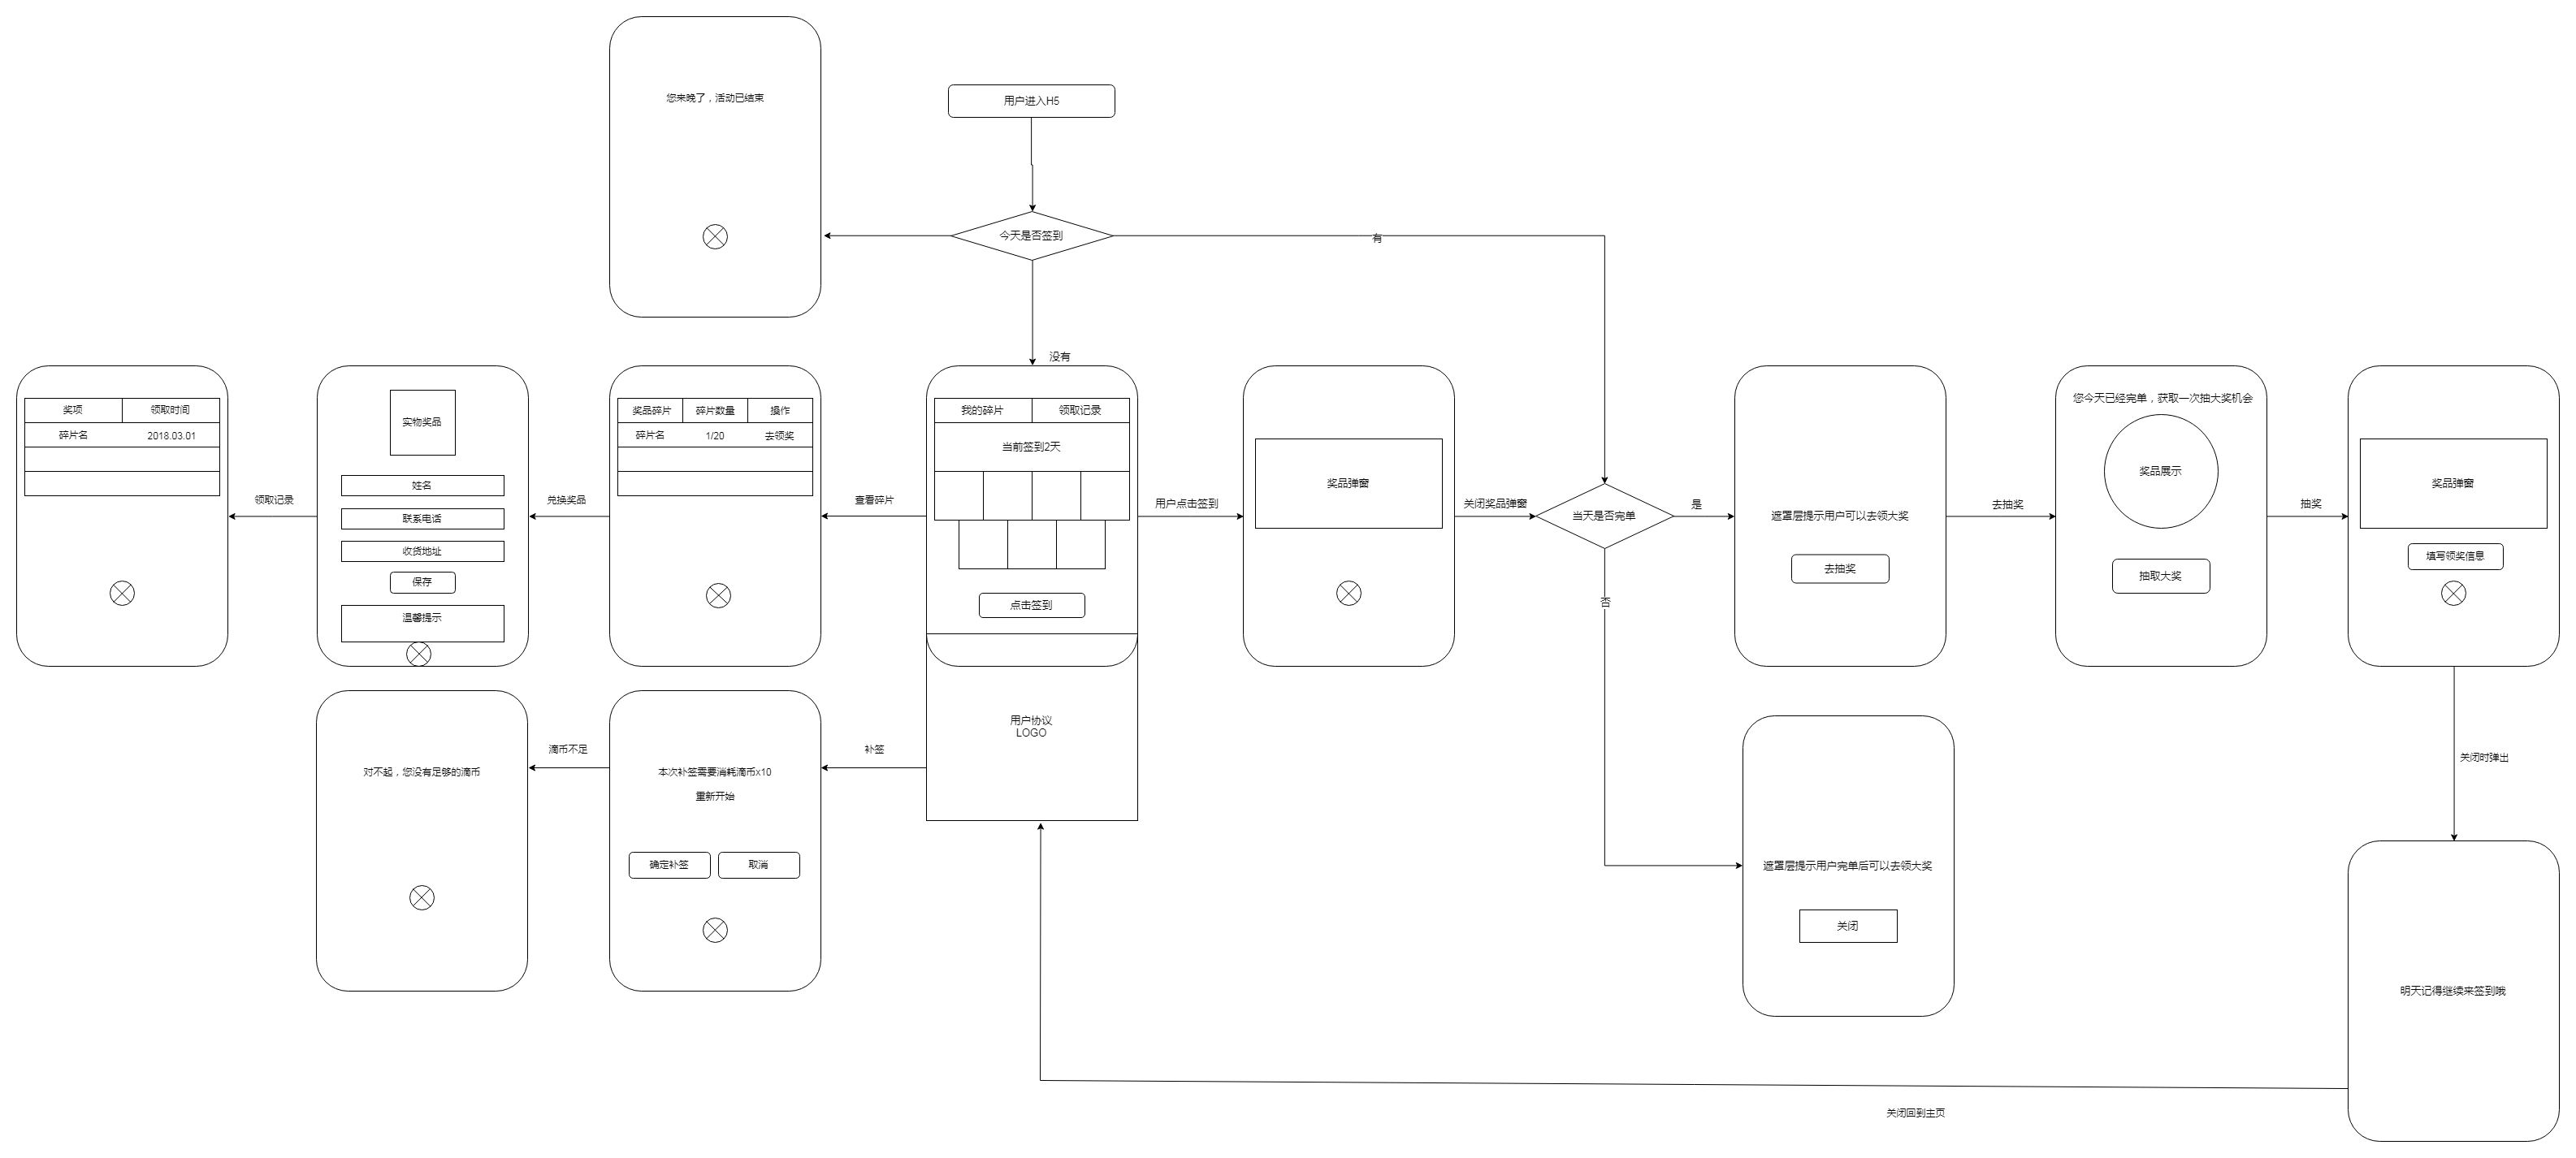 您来晚了，活动已结束
用户进入H5
今天是否签到
有
没有
奖项
领取时间
碎片名
2018.03.01
领取记录
实物奖品
姓名
联系电话
收货地址
保存
温馨提示
兑换奖品
奖品碎片
碎片数量
操作
碎片名
1/20
去领奖
查看碎片
我的碎片
领取记录
当前签到2天
点击签到
用户协议
LOGO
用户点击签到
奖品弹窗
关闭奖品弹窗
当天是否完单
是
否
遮罩层提示用户可以去领大奖
去抽奖
去抽奖
您今天已经完单，获取一次抽大奖机会
奖品展示
抽取大奖
抽奖
奖品弹窗
填写领奖信息
对不起，您没有足够的滴币
滴币不足
本次补签需要消耗滴币x10
重新开始
确定补签
取消
补签
遮罩层提示用户完单后可以去领大奖
关闭
关闭时弹出
明天记得继续来签到哦
关闭回到主页